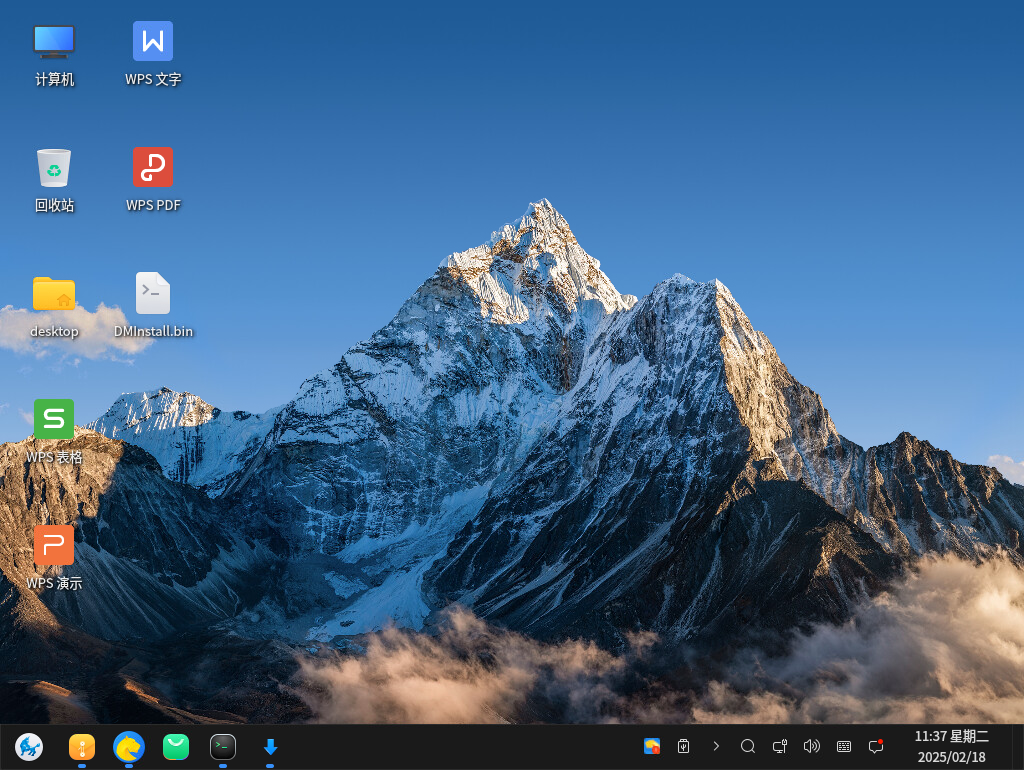 计算机
WPS 文字
回收站
WPS PDF
desktop
DMInstall.bin
WPS 表格
WPS 演示
11:37 星期二
2025/02/18